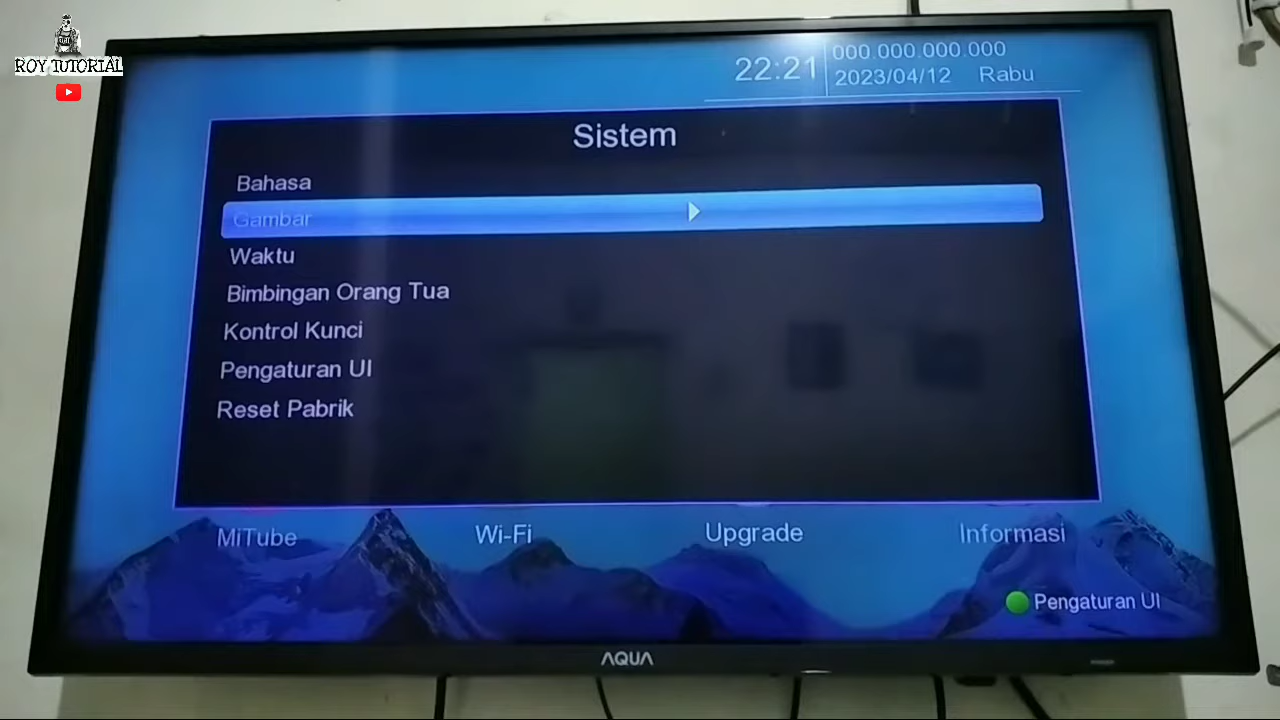 ROY TUTORIAL
22:21
000.000.000.000
2023/04/12 Rabu
Sistem
Bahasa
Gambar
Waktu
Bimbingan Orang Tua
Kontrol Kunci
Pengaturan UI
Reset Pabrik
MiTube Wi-Fi Upgrade Informasi
Pengaturan UI
AQUA